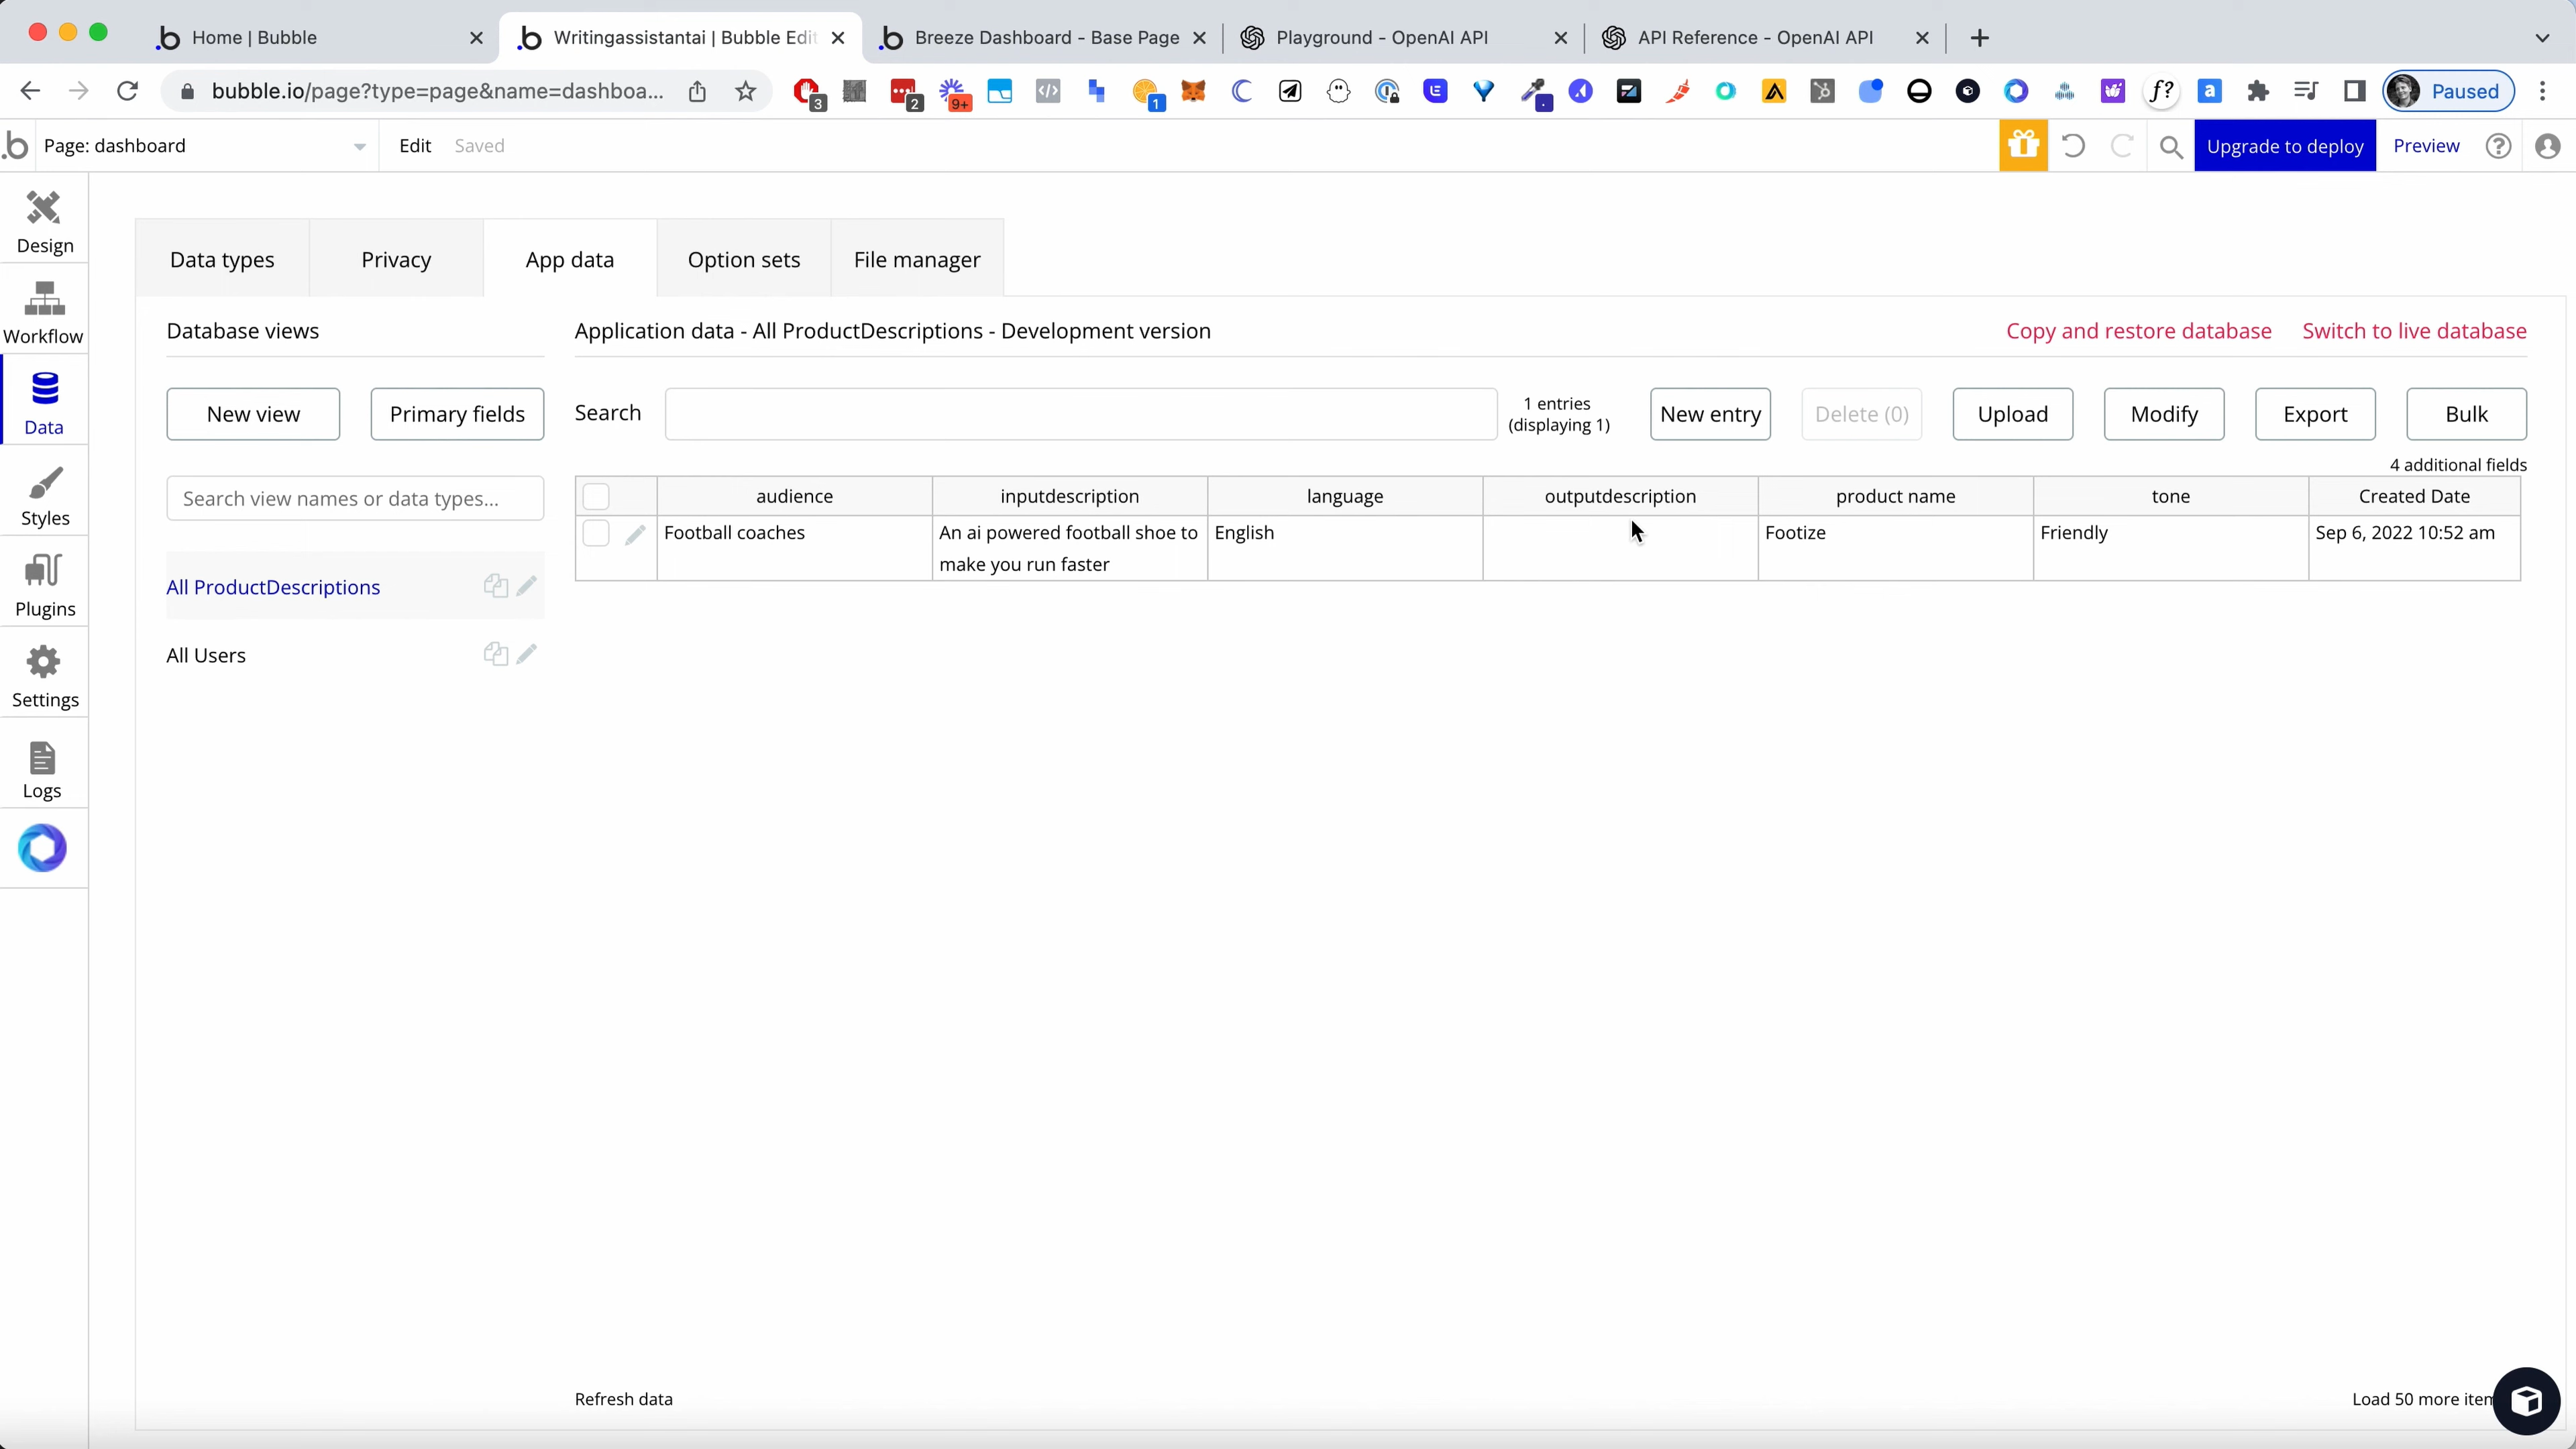 Home | Bubble
Writingassistantai | Bubble Edit
Breeze Dashboard - Base Page
Playground - OpenAI API
API Reference - OpenAI API
bubble.io/page?type=page&name=dashboa...
3
2
9+
1
f?
a
Paused
Page: dashboard
Edit
Saved
Upgrade to deploy
Preview
Design
Workflow
Data
Styles
Plugins
Settings
Logs
Data types
Privacy
App data
Option sets
File manager
Database views
Application data - All ProductDescriptions - Development version
Copy and restore database
Switch to live database
New view
Primary fields
Search
1 entries
(displaying 1)
New entry
Delete (0)
Upload
Modify
Export
Bulk
4 additional fields
Search view names or data types...
All ProductDescriptions
All Users
audience
inputdescription
language
outputdescription
product name
tone
Created Date
Football coaches
An ai powered football shoe to
make you run faster
English
Footize
Friendly
Sep 6, 2022 10:52 am
Refresh data
Load 50 more item